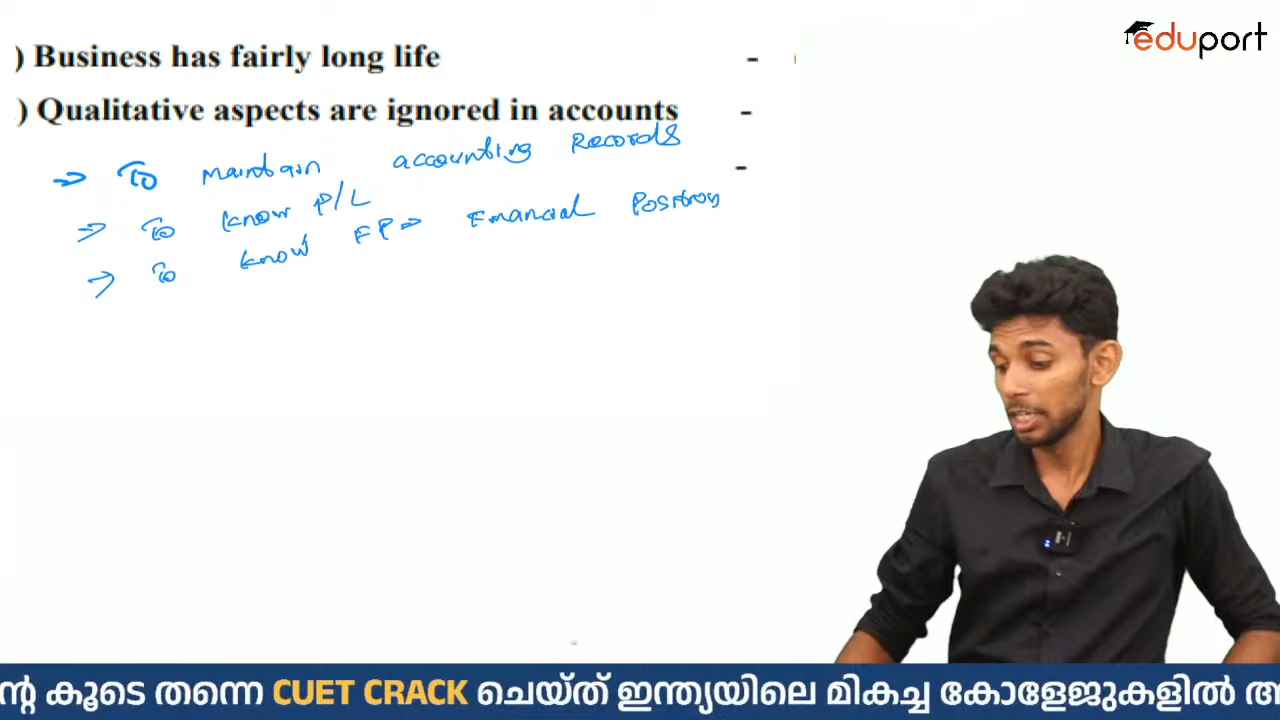 eduport
) Business has fairly long life -
) Qualitative aspects are ignored in accounts -
→ To maintain accounting Records -
→ To know P/L
→ To know FP → Financial Position
ന്റ കൂടെ തന്നെ CUET CRACK ചെയ്ത് ഇന്ത്യയിലെ മികച്ച കോളേജുകളിൽ